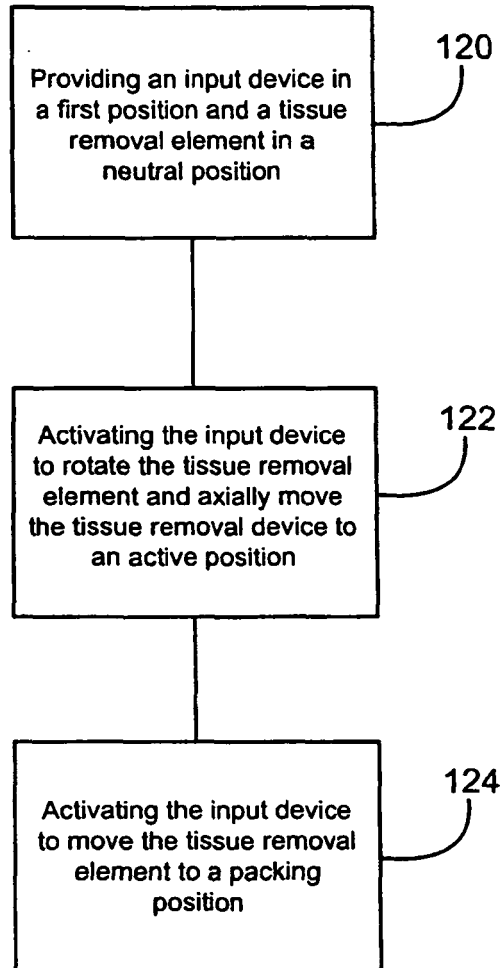 120
Providing an input device in
a first position and a tissue
removal element in a
neutral position
122
Activating the input device
to rotate the tissue removal
element and axially move
the tissue removal device to
an active position
124
Activating the input device
to move the tissue removal
element to a packing
position